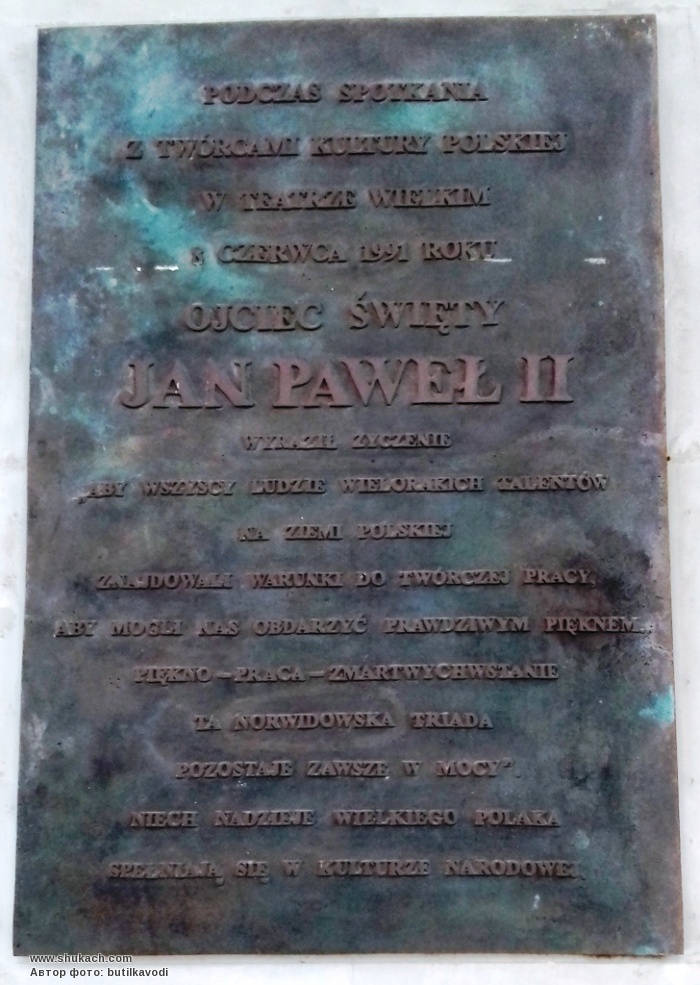 PODCZAS SPOTKANIA
Z TWÓRCAMI KULTURY POLSKIEJ
W TEATRZE WIELKIM
8 CZERWCA 1991 ROKU
OJCIEC ŚWIĘTY
JAN PAWEŁ II
WYRAZIŁ ŻYCZENIE
„ABY WSZYSCY LUDZIE WIELORAKICH TALENTÓW
NA ZIEMI POLSKIEJ
ZNAJDOWALI WARUNKI DO TWÓRCZEJ PRACY,
ABY MOGLI NAS OBDARZYĆ PRAWDZIWYM PIĘKNEM...
PIĘKNO – PRACA – ZMARTWYCHWSTANIE
TA NORWIDOWSKA TRIADA
POZOSTAJE ZAWSZE W MOCY”.
NIECH NADZIEJE WIELKIEGO POLAKA
SPEŁNIAJĄ SIĘ W KULTURZE NARODOWEJ
www.shukach.com
Автор фото: butilkavodi